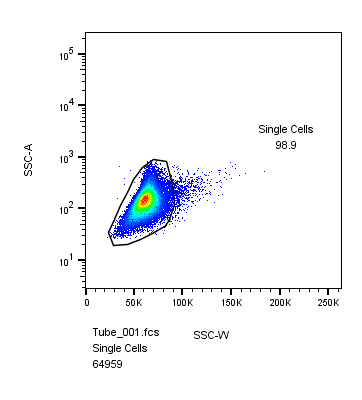 10^5
10^4
Single Cells
98.9
10^3
SSC-A
10^2
10^1
0 50K 100K 150K 200K 250K
Tube_001.fcs
SSC-W
Single Cells
64959